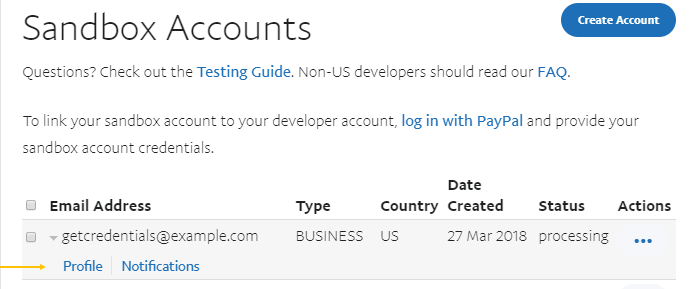 Sandbox Accounts
Create Account
Questions? Check out the Testing Guide. Non-US developers should read our FAQ.
To link your sandbox account to your developer account, log in with PayPal and provide your
sandbox account credentials.
Email Address Type Country Date Created Status Actions
getcredentials@example.com BUSINESS US 27 Mar 2018 processing ...
Profile Notifications